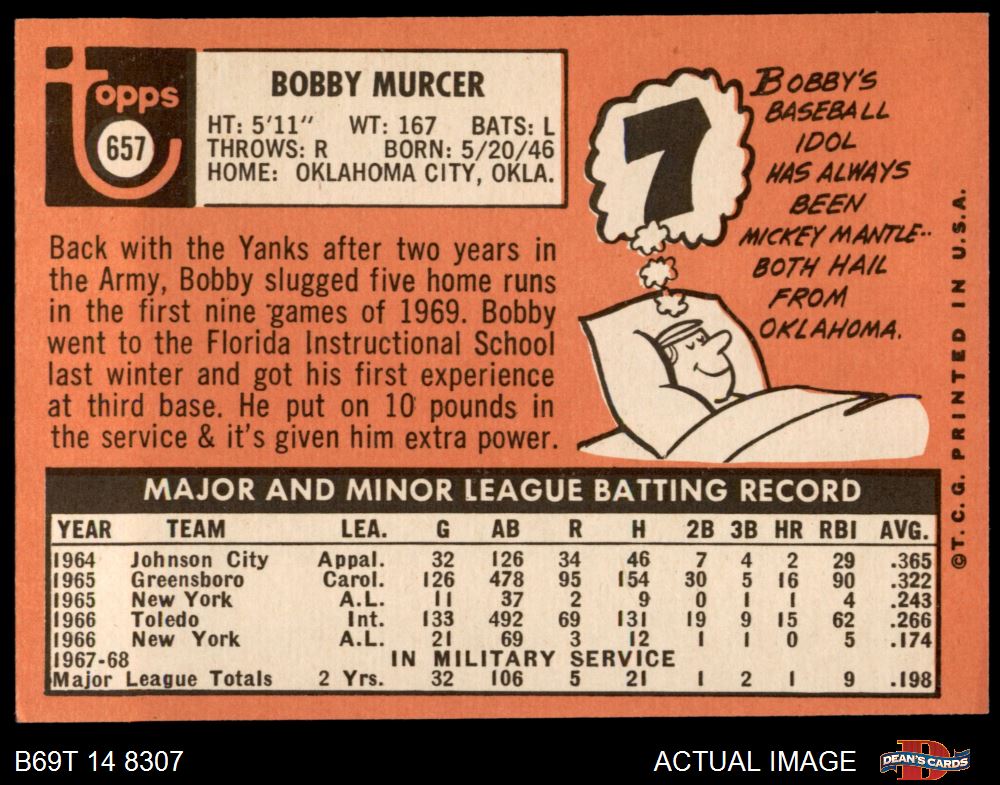 topps
657
BOBBY MURCER
HT: 5'11" WT: 167 BATS: L
THROWS: R BORN: 5/20/46
HOME: OKLAHOMA CITY, OKLA.
Back with the Yanks after two years in
the Army, Bobby slugged five home runs
in the first nine games of 1969. Bobby
went to the Florida Instructional School
last winter and got his first experience
at third base. He put on 10 pounds in
the service & it's given him extra power.
7
BOBBY'S
BASEBALL
IDOL
HAS ALWAYS
BEEN
MICKEY MANTLE--
BOTH HAIL
FROM
OKLAHOMA.
MAJOR AND MINOR LEAGUE BATTING RECORD
YEAR TEAM LEA. G AB R H 2B 3B HR RBI AVG.
1964 Johnson City Appal. 32 126 34 46 7 4 2 29 .365
1965 Greensboro Carol. 126 478 95 154 30 5 16 90 .322
1965 New York A.L. 11 37 2 9 0 1 1 4 .243
1966 Toledo Int. 133 492 69 131 19 9 15 62 .266
1966 New York A.L. 21 69 3 12 1 1 0 5 .174
1967-68 IN MILITARY SERVICE
Major League Totals 2 Yrs. 32 106 5 21 1 2 1 9 .198
©T. C. G. PRINTED IN U.S.A.
B69T 14 8307
ACTUAL IMAGE
D
DEAN'S CARDS